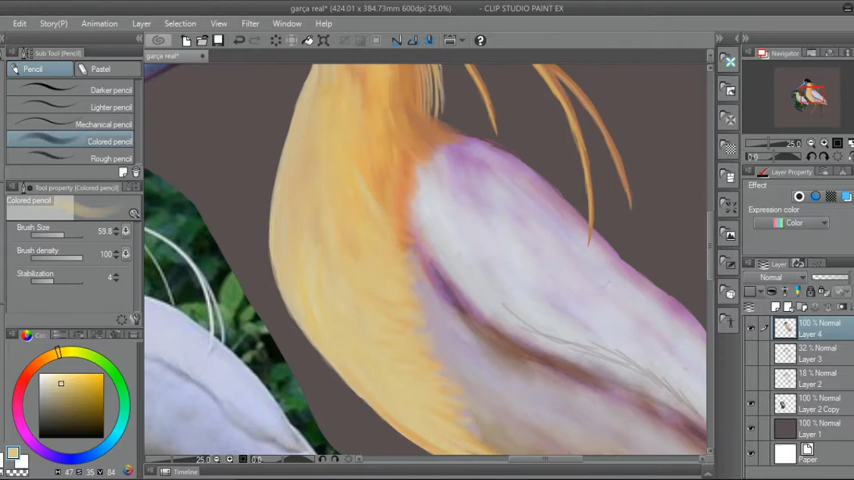 garça real* (424.01 x 384.73mm 600dpi 25.0%) - CLIP STUDIO PAINT EX
Edit Story(P) Animation Layer Selection View Filter Window Help
Sub Tool (Pencil)
garça real*
Navigator
Pencil Pastel
Darker pencil
Lighter pencil
Mechanical pencil
Colored pencil
Rough pencil
25.0
0.0
Tool property (Colored pencil)
Layer Property
Colored pencil
Effect
Brush Size 59.8
Expression color
Color
Brush density 100
Stabilization 4
Layer
Normal
100 % Normal
Layer 4
32 % Normal
Layer 3
18 % Normal
Layer 2
100 % Normal
Layer 2 Copy
100 % Normal
Layer 1
Paper
25.0 0.0
H 47 S 35 V 84
Timeline